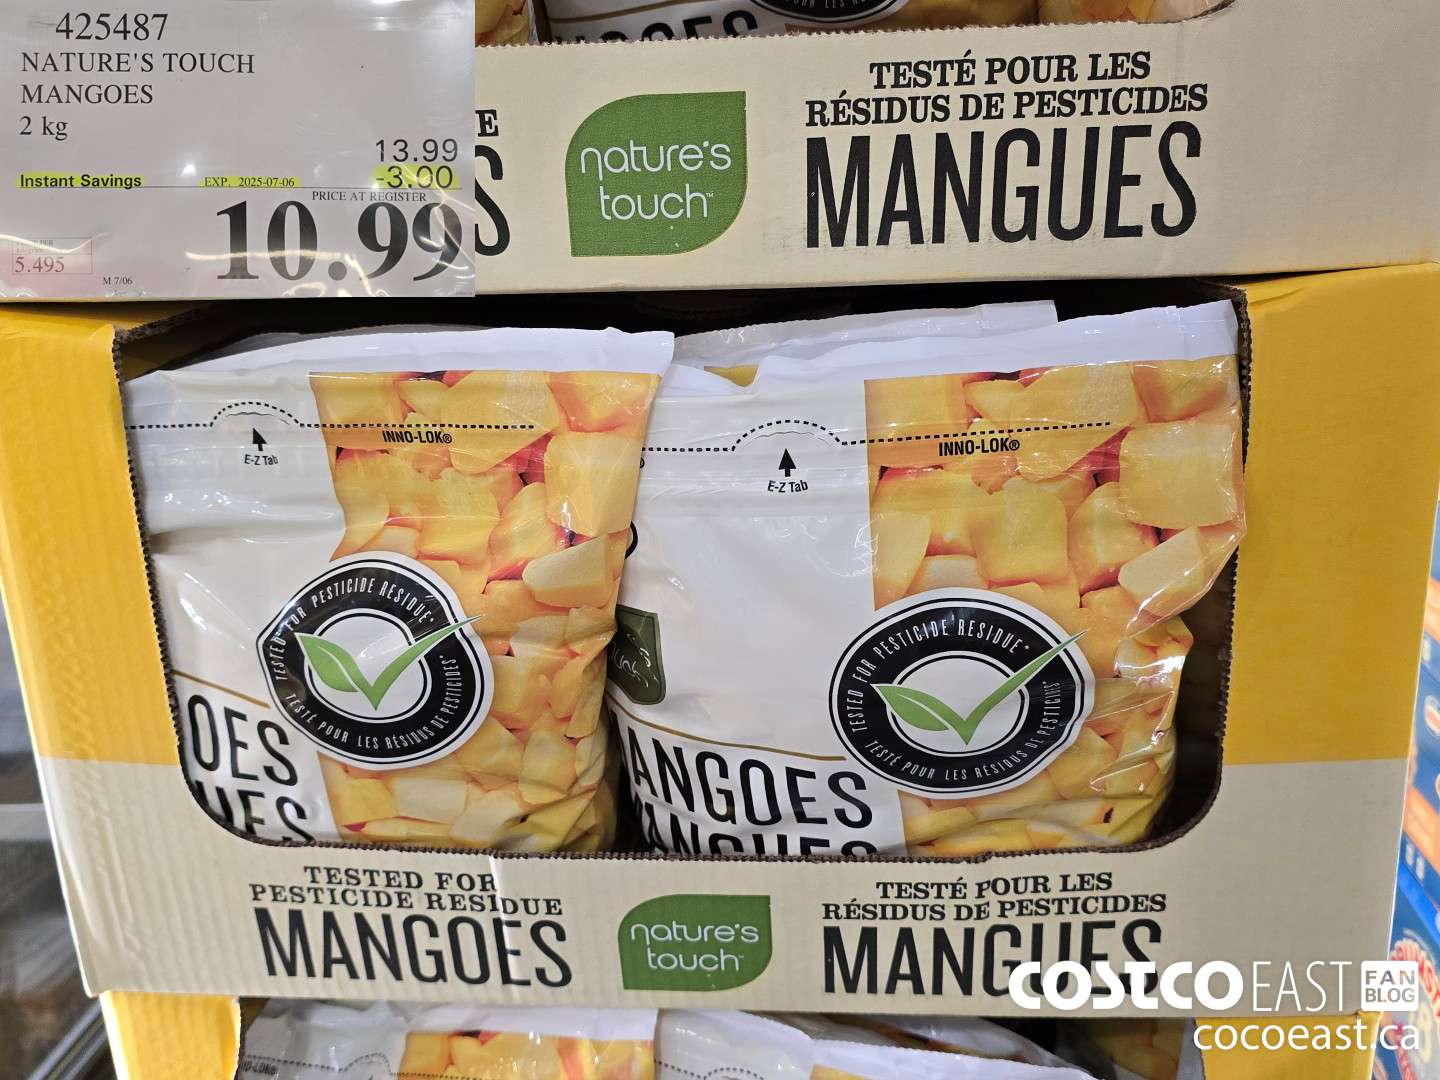 425487
NATURE'S TOUCH
MANGOES
2 kg
13.99
Instant Savings EXP. 2025-07-06 -3.00
PRICE AT REGISTER
10.99
5.495
M 7/06
E
S
nature's
touch™
TESTÉ POUR LES
RÉSIDUS DE PESTICIDES
MANGUES
E-Z Tab
INNO-LOK®
TESTED FOR PESTICIDE RESIDUE*
TESTÉ POUR LES RÉSIDUS DE PESTICIDES*
OES
UES
E-Z Tab
INNO-LOK®
TESTED FOR PESTICIDE RESIDUE*
TESTÉ POUR LES RÉSIDUS DE PESTICIDES*
ANGOES
MANGUES
TESTED FOR
PESTICIDE RESIDUE
MANGOES
nature's
touch
TESTÉ POUR LES
RÉSIDUS DE PESTICIDES
MANGUES
COSTCO EAST FAN BLOG
cocoeast.ca